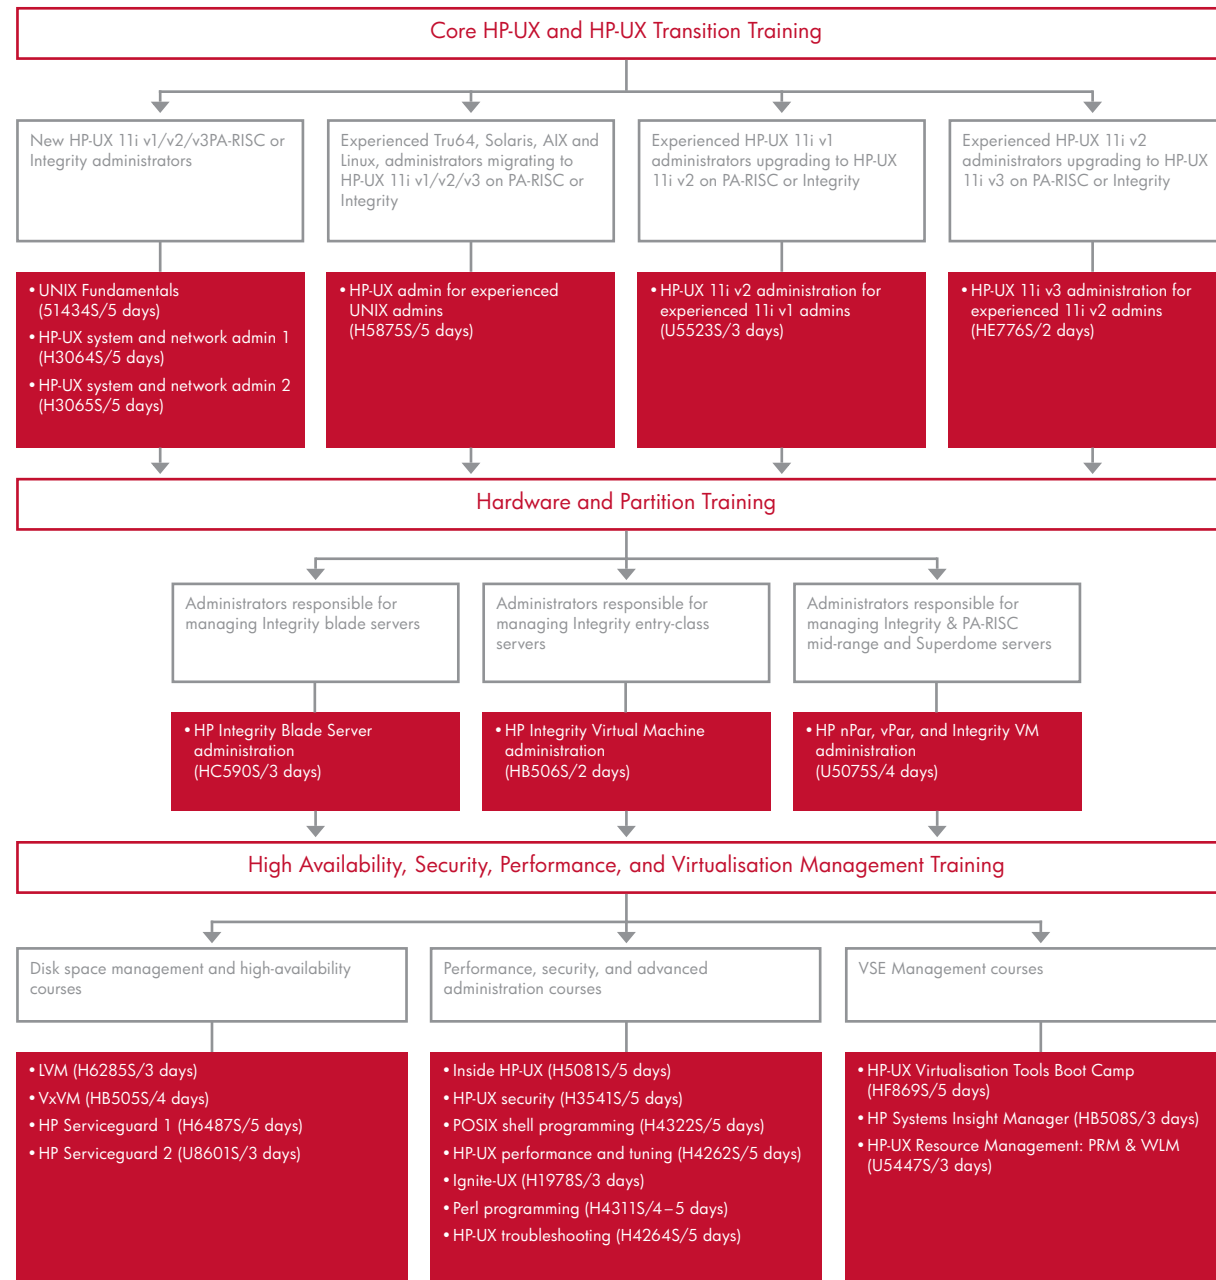 Core HP-UX and HP-UX Transition Training
New HP-UX 11i v1/v2/v3PA-RISC or
Integrity administrators
Experienced Tru64, Solaris, AIX and
Linux, administrators migrating to
HP-UX 11i v1/v2/v3 on PA-RISC or
Integrity
Experienced HP-UX 11i v1
administrators upgrading to HP-UX
11i v2 on PA-RISC or Integrity
Experienced HP-UX 11i v2
administrators upgrading to HP-UX
11i v3 on PA-RISC or Integrity
• UNIX Fundamentals
(51434S/5 days)
• HP-UX system and network admin 1
(H3064S/5 days)
• HP-UX system and network admin 2
(H3065S/5 days)
• HP-UX admin for experienced
UNIX admins
(H5875S/5 days)
• HP-UX 11i v2 administration for
experienced 11i v1 admins
(U5523S/3 days)
• HP-UX 11i v3 administration for
experienced 11i v2 admins
(HE776S/2 days)
Hardware and Partition Training
Administrators responsible for
managing Integrity blade servers
Administrators responsible for
managing Integrity entry-class
servers
Administrators responsible for
managing Integrity & PA-RISC
mid-range and Superdome servers
• HP Integrity Blade Server
administration
(HC590S/3 days)
• HP Integrity Virtual Machine
administration
(HB506S/2 days)
• HP nPar, vPar, and Integrity VM
administration
(U5075S/4 days)
High Availability, Security, Performance, and Virtualisation Management Training
Disk space management and high-availability
courses
Performance, security, and advanced
administration courses
VSE Management courses
• LVM (H6285S/3 days)
• VxVM (HB505S/4 days)
• HP Serviceguard 1 (H6487S/5 days)
• HP Serviceguard 2 (U8601S/3 days)
• Inside HP-UX (H5081S/5 days)
• HP-UX security (H3541S/5 days)
• POSIX shell programming (H4322S/5 days)
• HP-UX performance and tuning (H4262S/5 days)
• Ignite-UX (H1978S/3 days)
• Perl programming (H4311S/4–5 days)
• HP-UX troubleshooting (H4264S/5 days)
• HP-UX Virtualisation Tools Boot Camp
(HF869S/5 days)
• HP Systems Insight Manager (HB508S/3 days)
• HP-UX Resource Management: PRM & WLM
(U5447S/3 days)